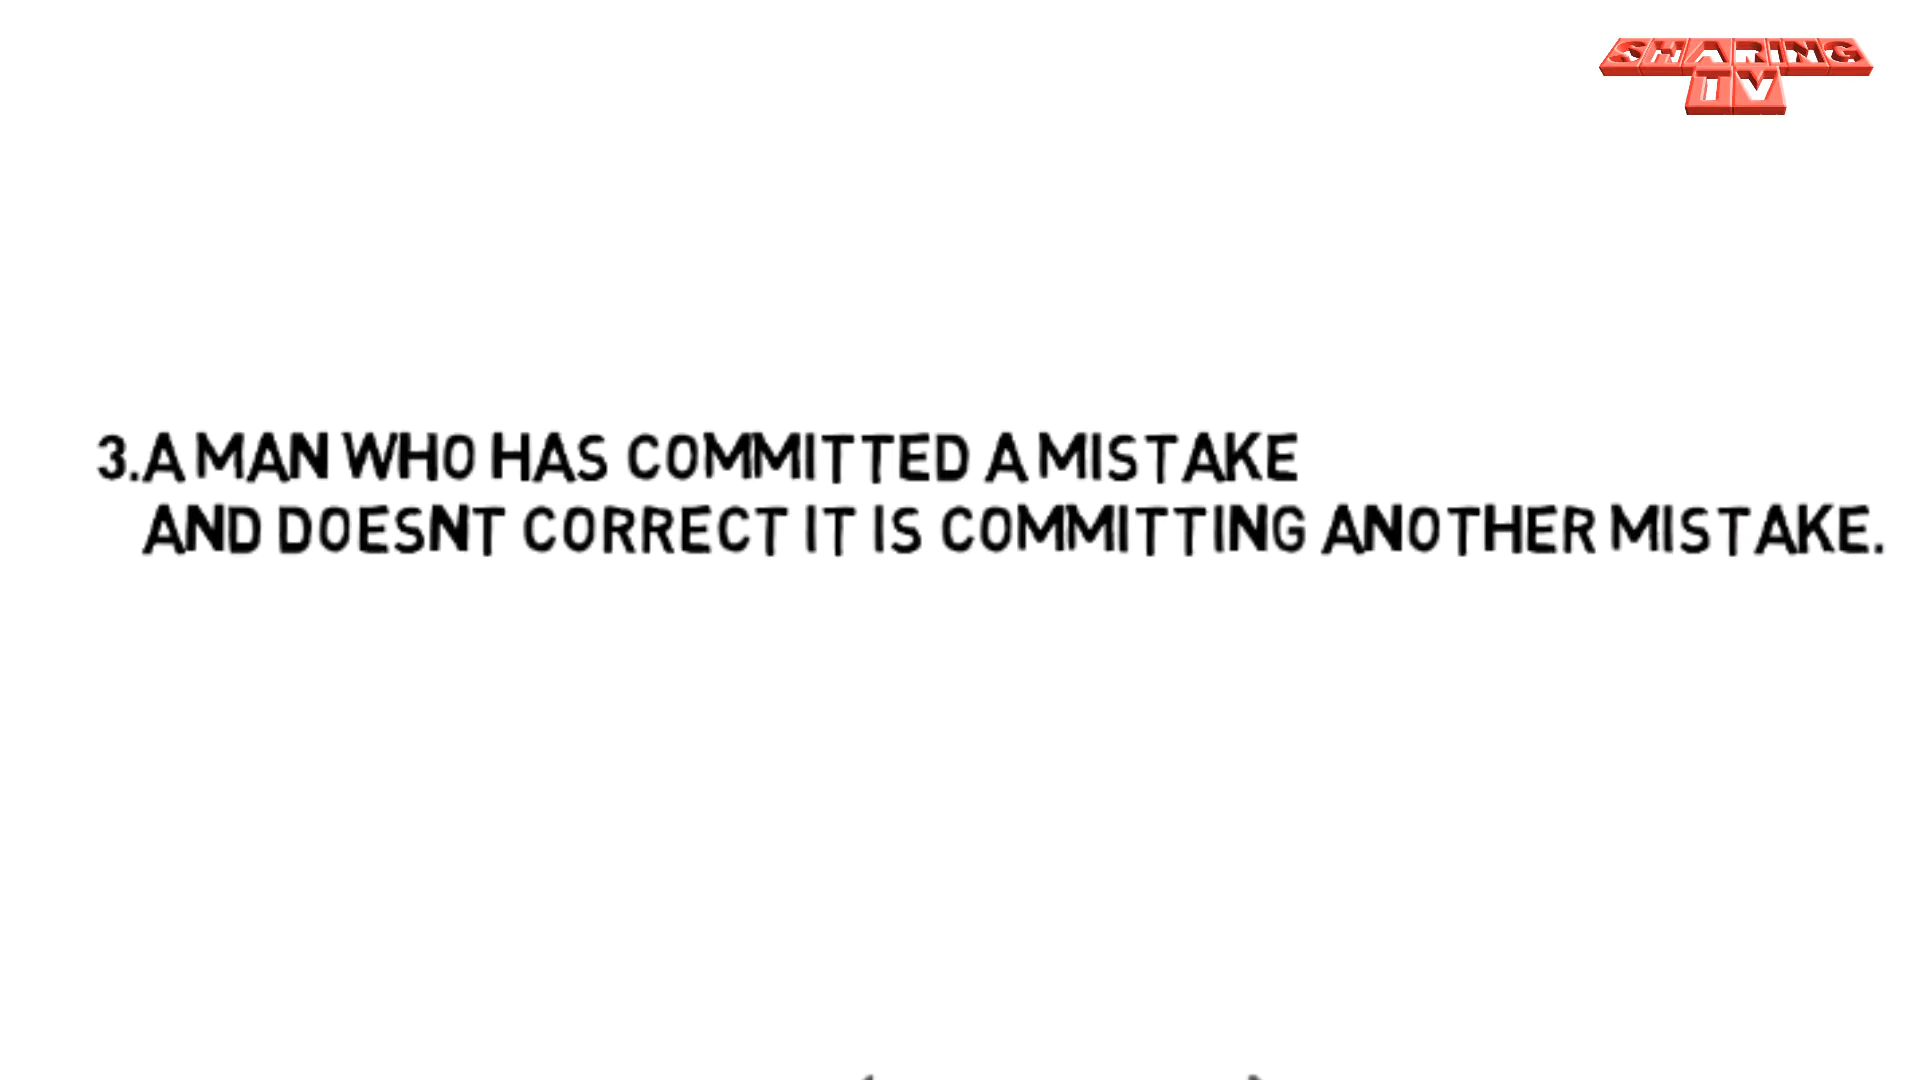 SHARING
TV
3.A MAN WHO HAS COMMITTED A MISTAKE
AND DOESNT CORRECT IT IS COMMITTING ANOTHER MISTAKE.